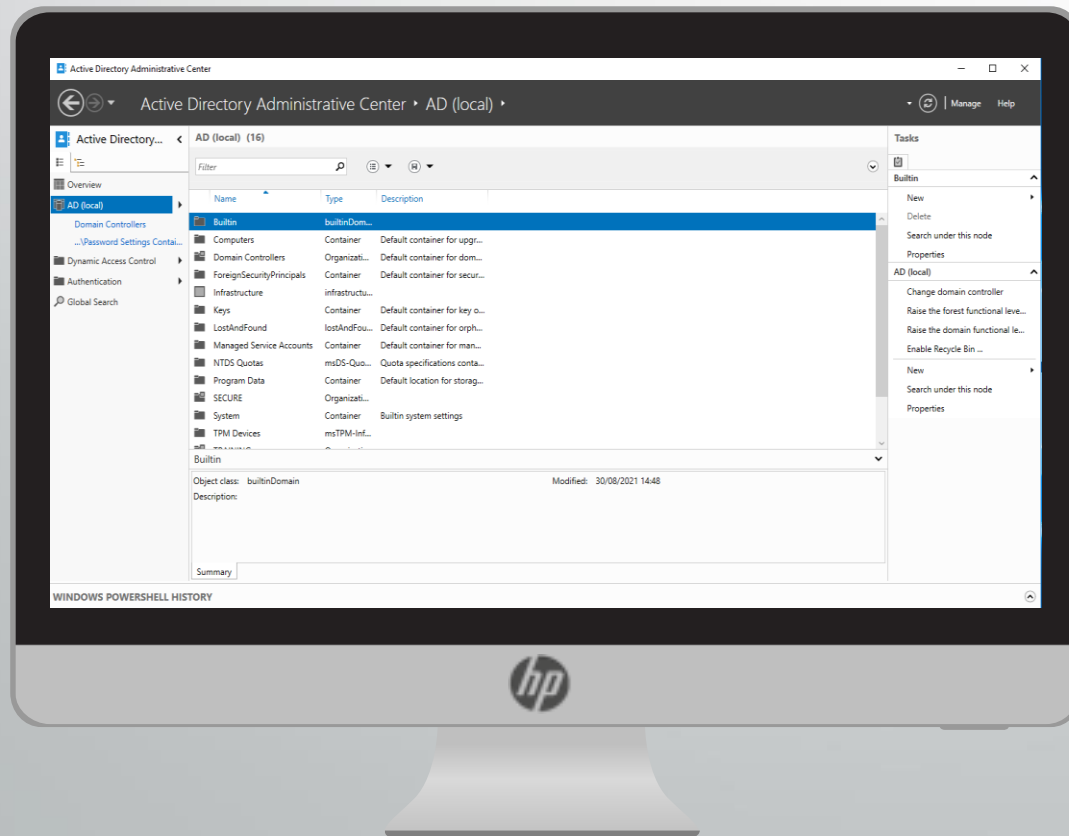 Active Directory Administrative Center
Active Directory Administrative Center • AD (local) •
Manage Help
Active Directory...
Overview
AD (local)
Domain Controllers
...\Password Settings Contai...
Dynamic Access Control
Authentication
Global Search
AD (local) (16)
Filter
Name Type Description
Builtin builtinDom...
Computers Container Default container for upgr...
Domain Controllers Organizati... Default container for dom...
ForeignSecurityPrincipals Container Default container for secur...
Infrastructure infrastructu...
Keys Container Default container for key o...
LostAndFound lostAndFou... Default container for orph...
Managed Service Accounts Container Default container for man...
NTDS Quotas msDS-Quo... Quota specifications conta...
Program Data Container Default location for storag...
SECURE Organizati...
System Container Builtin system settings
TPM Devices msTPM-Inf...
Builtin
Object class: builtinDomain Modified: 30/08/2021 14:48
Description:
Summary
Tasks
Builtin
New
Delete
Search under this node
Properties
AD (local)
Change domain controller
Raise the forest functional leve...
Raise the domain functional le...
Enable Recycle Bin ...
New
Search under this node
Properties
WINDOWS POWERSHELL HISTORY
hp